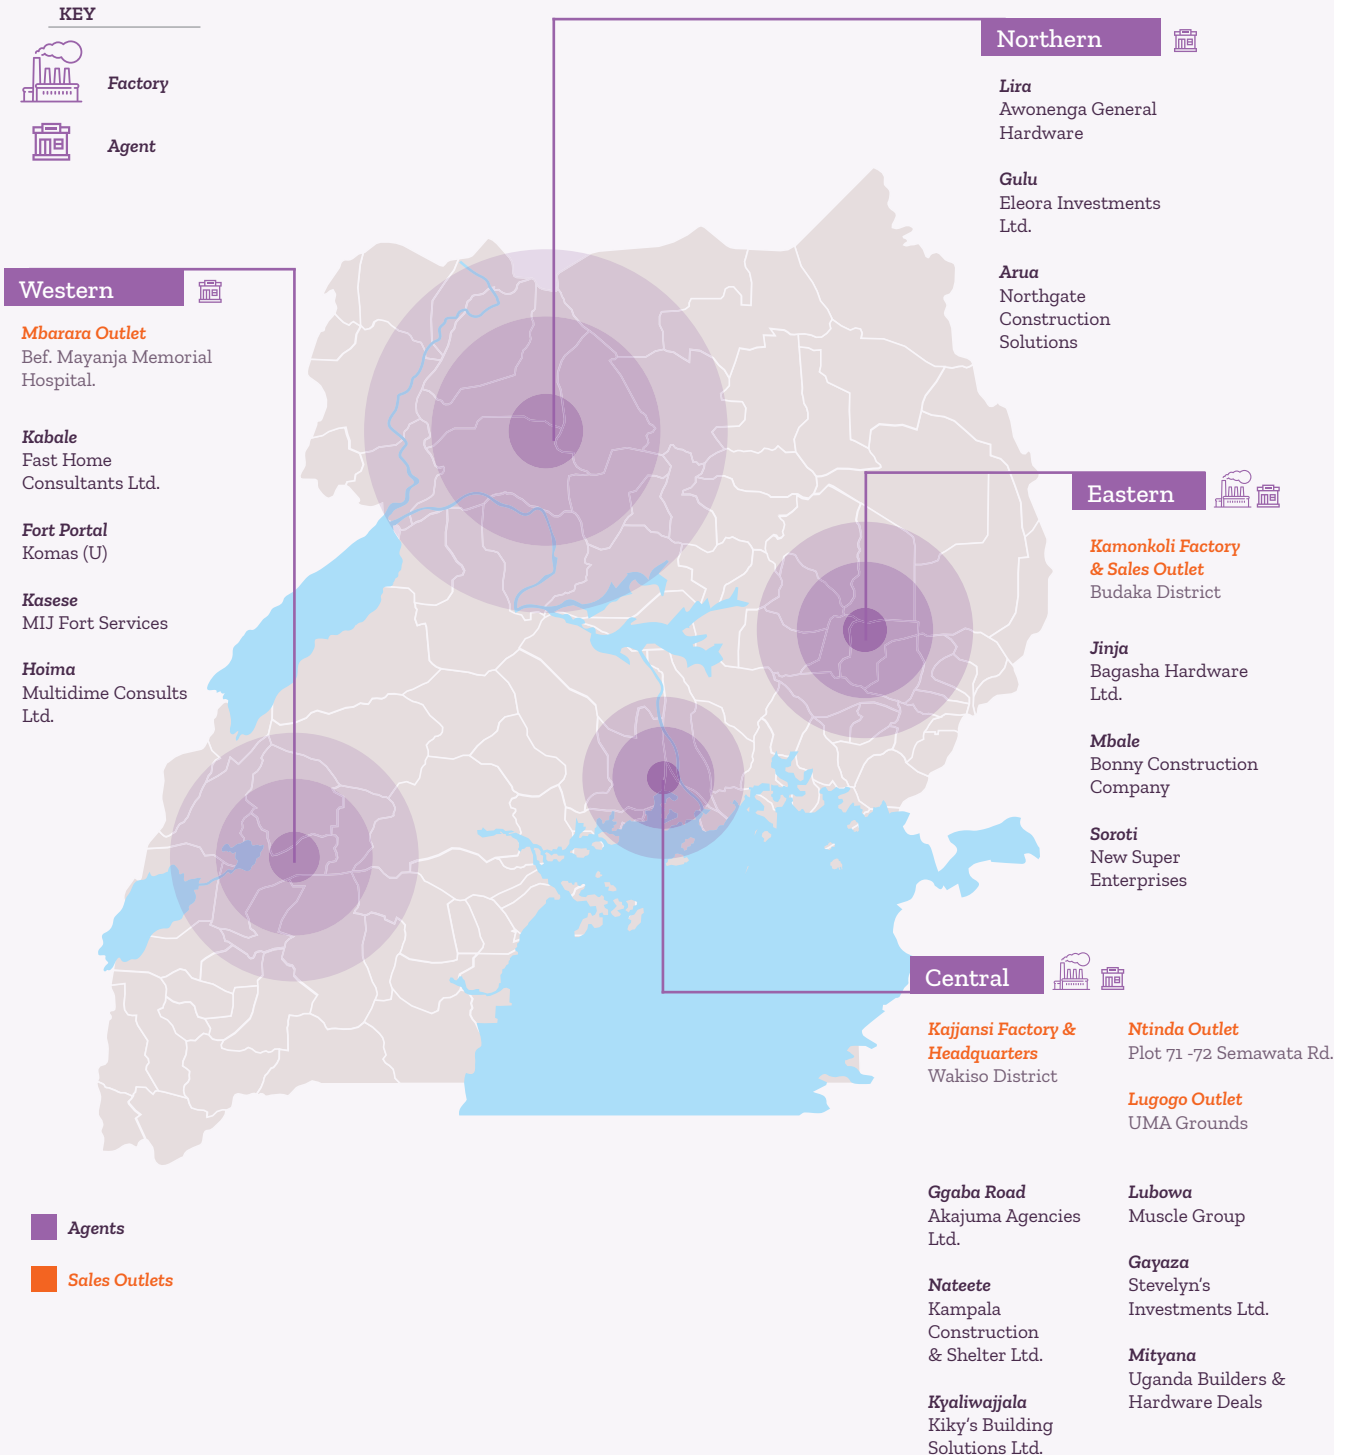 KEY
Factory
Agent
Northern
Lira
Awonenga General
Hardware
Gulu
Eleora Investments
Ltd.
Arua
Northgate
Construction
Solutions
Western
Mbarara Outlet
Bef. Mayanja Memorial
Hospital.
Kabale
Fast Home
Consultants Ltd.
Fort Portal
Komas (U)
Kasese
MIJ Fort Services
Hoima
Multidime Consults
Ltd.
Eastern
Kamonkoli Factory
& Sales Outlet
Budaka District
Jinja
Bagasha Hardware
Ltd.
Mbale
Bonny Construction
Company
Soroti
New Super
Enterprises
Central
Kajjansi Factory &
Headquarters
Wakiso District
Ntinda Outlet
Plot 71 -72 Semawata Rd.
Lugogo Outlet
UMA Grounds
Ggaba Road
Akajuma Agencies
Ltd.
Nateete
Kampala
Construction
& Shelter Ltd.
Kyaliwajjala
Kiky's Building
Solutions Ltd.
Lubowa
Muscle Group
Gayaza
Stevelyn's
Investments Ltd.
Mityana
Uganda Builders &
Hardware Deals
Agents
Sales Outlets